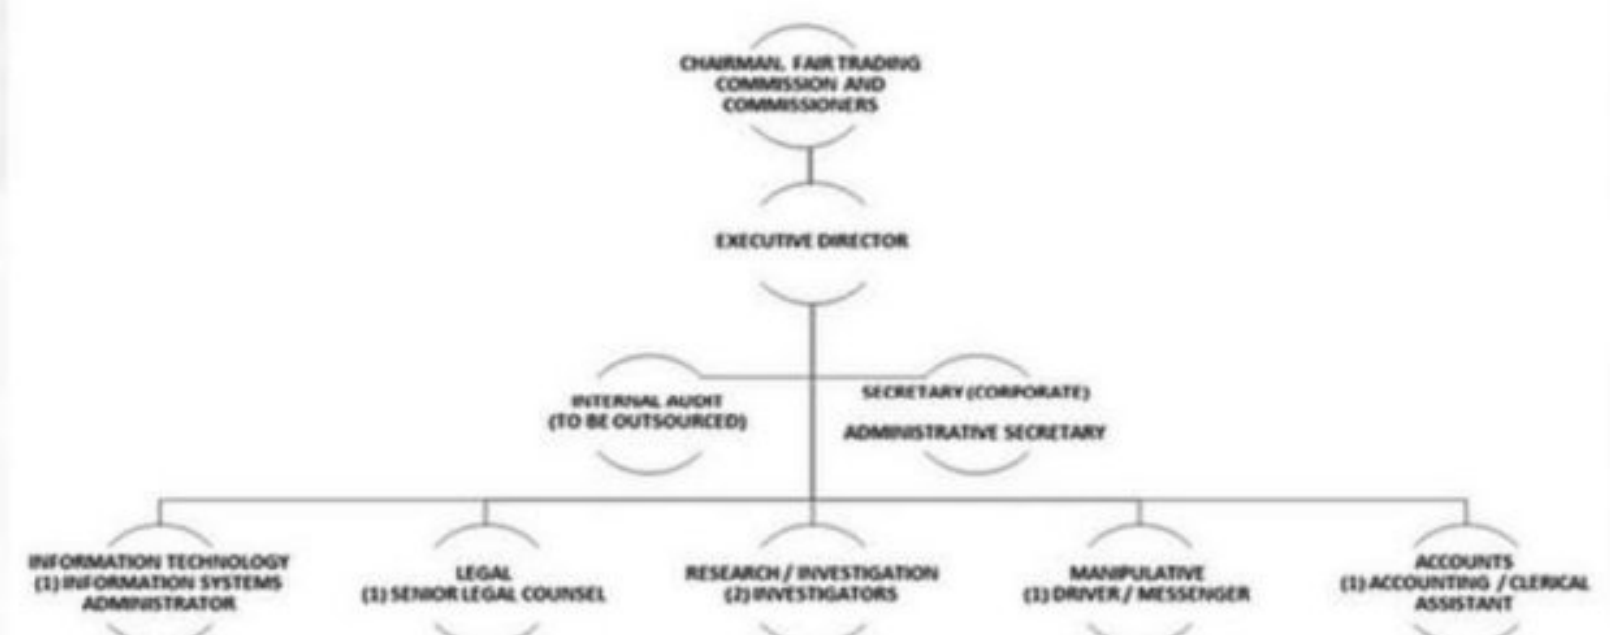 CHAIRMAN, FAIR TRADING
COMMISSION AND
COMMISSIONERS
EXECUTIVE DIRECTOR
INTERNAL AUDIT
(TO BE OUTSOURCED)
SECRETARY (CORPORATE)
ADMINISTRATIVE SECRETARY
INFORMATION TECHNOLOGY
(1) INFORMATION SYSTEMS
ADMINISTRATOR
LEGAL
(1) SENIOR LEGAL COUNSEL
RESEARCH / INVESTIGATION
(2) INVESTIGATORS
MANIPULATIVE
(1) DRIVER / MESSENGER
ACCOUNTS
(1) ACCOUNTING / CLERICAL
ASSISTANT